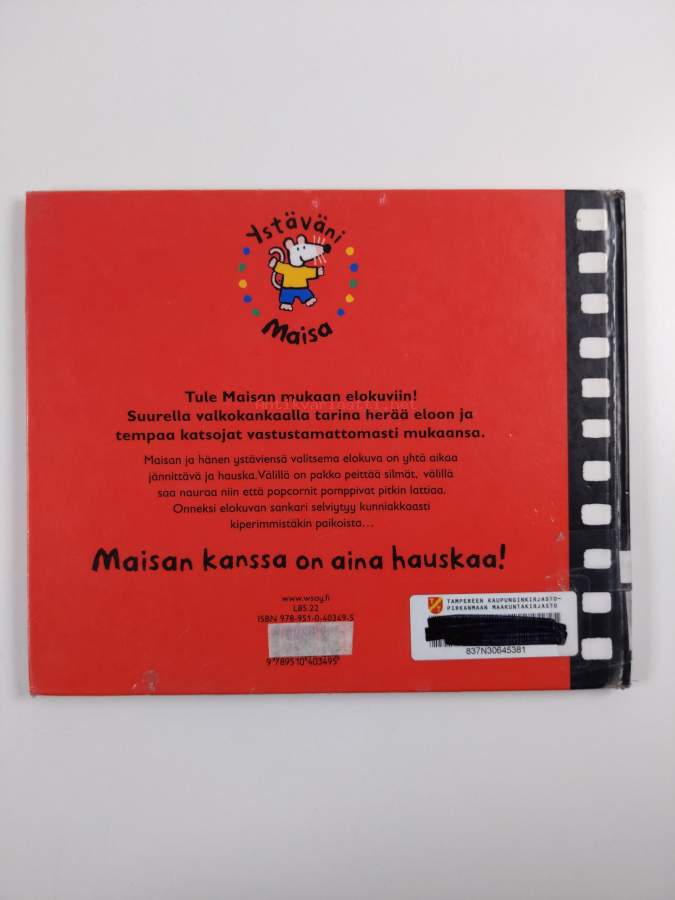 Ystäväni
Maisa
Tule Maisan mukaan elokuviin!
Antikvariaatti.net
Suurella valkokankaalla tarina herää eloon ja
tempaa katsojat vastustamattomasti mukaansa.
Maisan ja hänen ystäviensä valitsema elokuva on yhtä aikaa
jännittävä ja hauska. Välillä on pakko peittää silmät, välillä
saa nauraa niin että popcornit pomppivat pitkin lattiaa.
Onneksi elokuvan sankari selviytyy kunniakkaasti
kiperimmistäkin paikoista...
Maisan kanssa on aina hauskaa!
www.wsoy.fi
L85.22
ISBN 978-951-0-40349-5
9 789510 403495
TAMPEREEN KAUPUNGINKIRJASTO-
PIRKANMAAN MAAKUNTAKIRJASTO
837N30645381